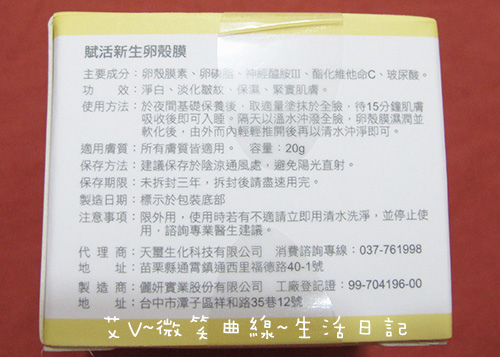 賦活新生卵殼膜
主要成分：卵殼膜素、卵磷脂、神經醯胺III、酯化維他命C、玻尿酸。
功　　效：淨白、淡化皺紋、保濕、緊實肌膚。
使用方法：於夜間基礎保養後，取適量塗抹於全臉，待15分鐘肌膚
吸收後即可入睡。隔天以溫水沖潑全臉，卵殼膜濕潤並
軟化後，由外而內輕輕推開後再以清水沖淨即可。
適用膚質：所有膚質皆適用。　容量：20g
保存方法：建議保存於陰涼通風處，避免陽光直射。
保存期限：未拆封三年，拆封後請盡速用完。
製造日期：標示於包裝底部
注意事項：限外用，使用時若有不適請立即用清水洗淨，並停止使
用，諮詢專業醫生建議。
代 理 商：天璽生化科技有限公司　消費諮詢專線：037-761998
地　　址：苗栗縣通霄鎮通西里福德路40-1號
製 造 商：儷妍實業股份有限公司　工廠登記證：99-704196-00
地　　址：台中市潭子區祥和路35巷12號
艾V~微笑曲線~生活日記